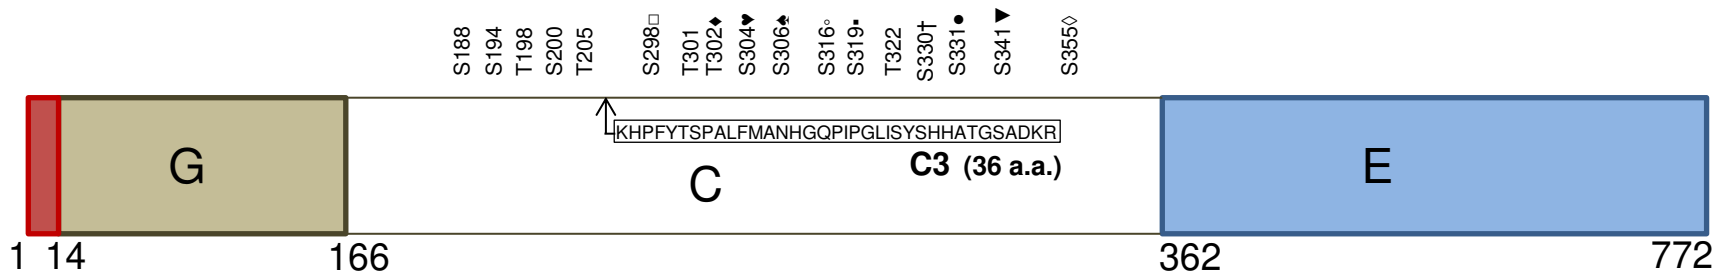 S188 S194 T198 S200 T205 S298□ T301 T302♦ S304♥ S306♠ S316◦ S319▪ T322 S330† S331● S341▼ S355◇
KHPFYTSPALFMANHGQPIPGLISYSHHATGSADKR
C3 (36 a.a.)
G C E
1 14 166 362 772